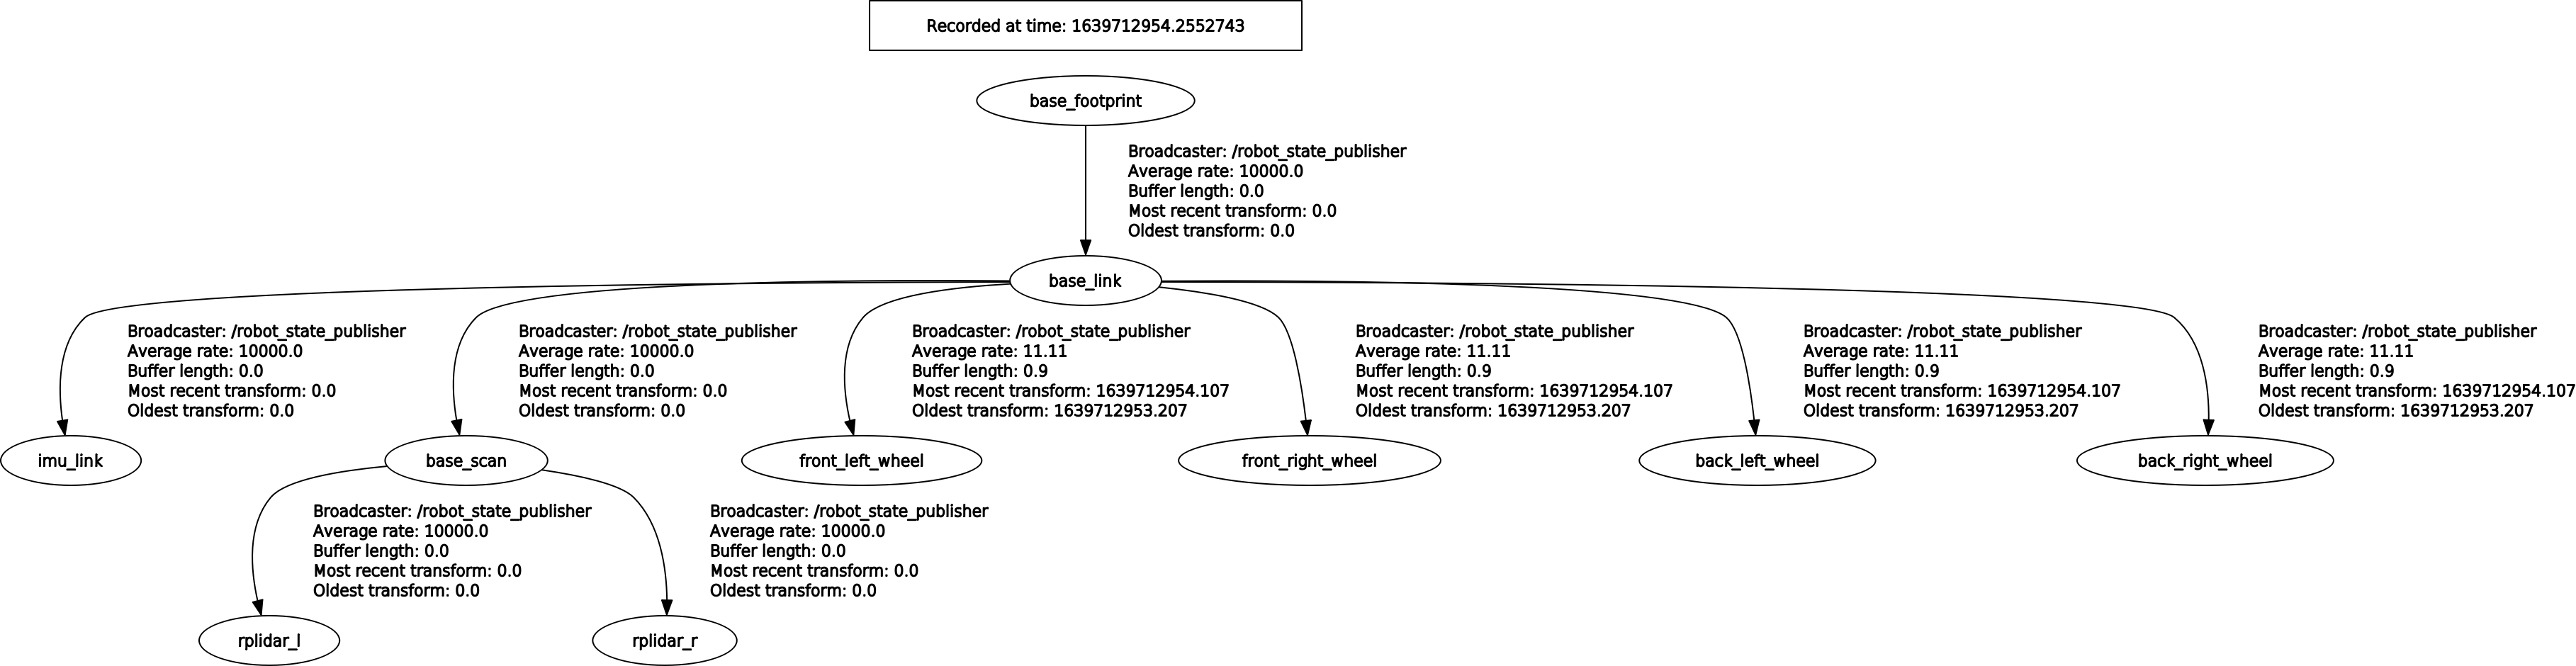 Recorded at time: 1639712954.2552743
base_footprint
Broadcaster: /robot_state_publisher
Average rate: 10000.0
Buffer length: 0.0
Most recent transform: 0.0
Oldest transform: 0.0
base_link
Broadcaster: /robot_state_publisher
Average rate: 10000.0
Buffer length: 0.0
Most recent transform: 0.0
Oldest transform: 0.0
Broadcaster: /robot_state_publisher
Average rate: 10000.0
Buffer length: 0.0
Most recent transform: 0.0
Oldest transform: 0.0
Broadcaster: /robot_state_publisher
Average rate: 11.11
Buffer length: 0.9
Most recent transform: 1639712954.107
Oldest transform: 1639712953.207
Broadcaster: /robot_state_publisher
Average rate: 11.11
Buffer length: 0.9
Most recent transform: 1639712954.107
Oldest transform: 1639712953.207
Broadcaster: /robot_state_publisher
Average rate: 11.11
Buffer length: 0.9
Most recent transform: 1639712954.107
Oldest transform: 1639712953.207
Broadcaster: /robot_state_publisher
Average rate: 11.11
Buffer length: 0.9
Most recent transform: 1639712954.107
Oldest transform: 1639712953.207
imu_link
base_scan
front_left_wheel
front_right_wheel
back_left_wheel
back_right_wheel
Broadcaster: /robot_state_publisher
Average rate: 10000.0
Buffer length: 0.0
Most recent transform: 0.0
Oldest transform: 0.0
Broadcaster: /robot_state_publisher
Average rate: 10000.0
Buffer length: 0.0
Most recent transform: 0.0
Oldest transform: 0.0
rplidar_l
rplidar_r